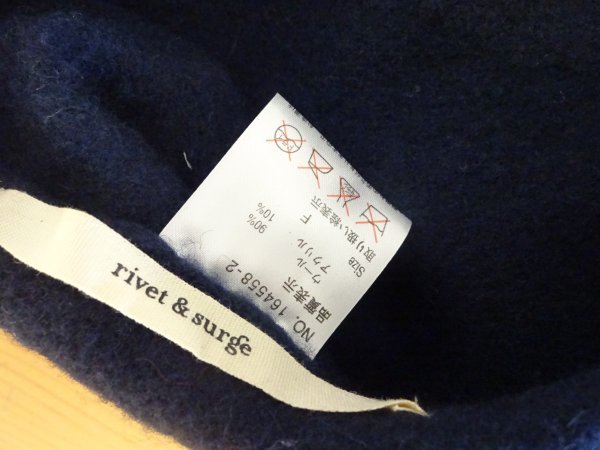 rivet & surge
NO. 164558-2
品質表示
ウール 90%
アクリル 10%
Size F
取り扱い絵表示